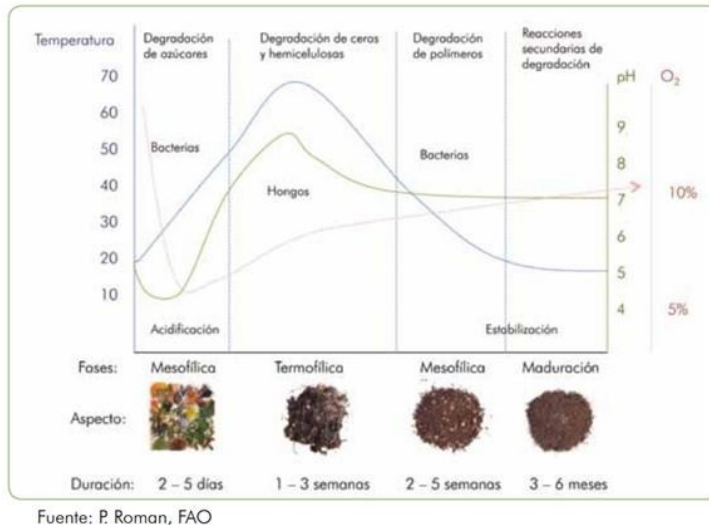 Temperatura
Degradación de azúcares
Degradación de ceras y hemicelulosas
Degradación de polímeros
Reacciones secundarias de degradación
pH
O₂
70
60
50
40
30
20
10
Bacterias
Hongos
Bacterias
9
8
7
6
5
4
10%
5%
Acidificación
Estabilización
Fases: Mesofílica Termofílica Mesofílica Maduración
Aspecto:
Duración: 2 – 5 días 1 – 3 semanas 2 – 5 semanas 3 – 6 meses
Fuente: P. Roman, FAO